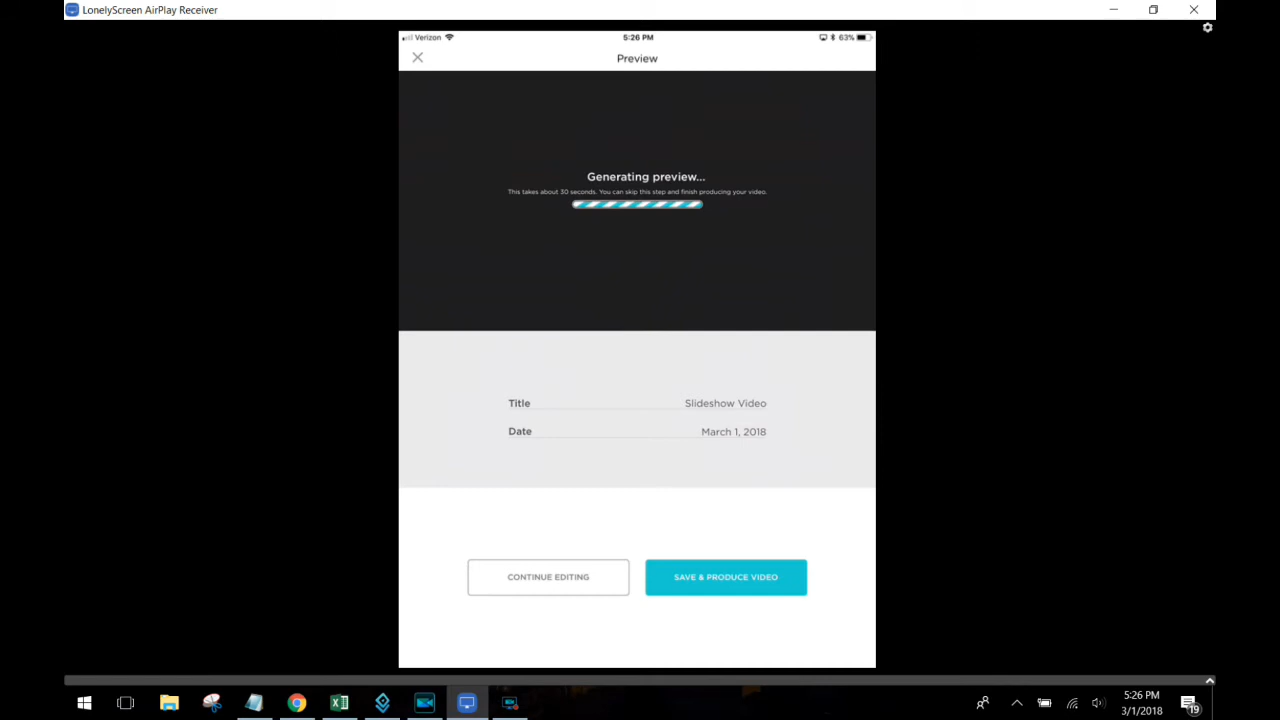 LonelyScreen AirPlay Receiver
Verizon
5:26 PM
63%
Preview
Generating preview...
This takes about 30 seconds. You can skip this step and finish producing your video.
Title
Slideshow Video
Date
March 1, 2018
CONTINUE EDITING
SAVE & PRODUCE VIDEO
5:26 PM
3/1/2018
19